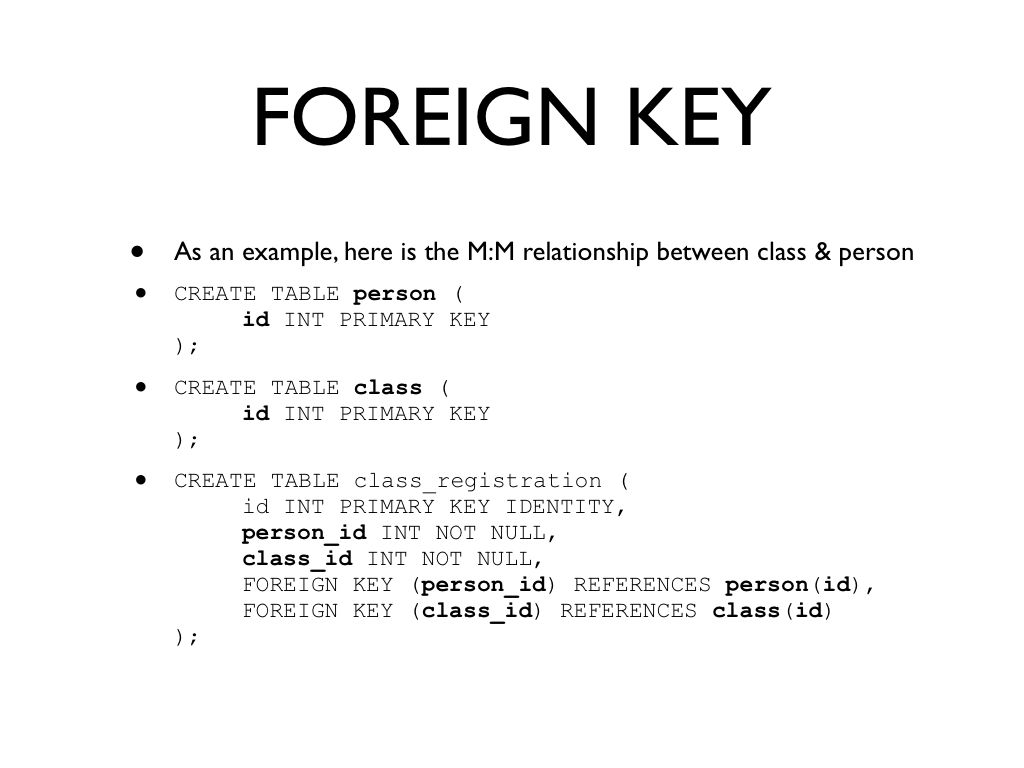 FOREIGN KEY
• As an example, here is the M:M relationship between class & person
• CREATE TABLE person (
id INT PRIMARY KEY
);
• CREATE TABLE class (
id INT PRIMARY KEY
);
• CREATE TABLE class_registration (
id INT PRIMARY KEY IDENTITY,
person_id INT NOT NULL,
class_id INT NOT NULL,
FOREIGN KEY (person_id) REFERENCES person(id),
FOREIGN KEY (class_id) REFERENCES class(id)
);